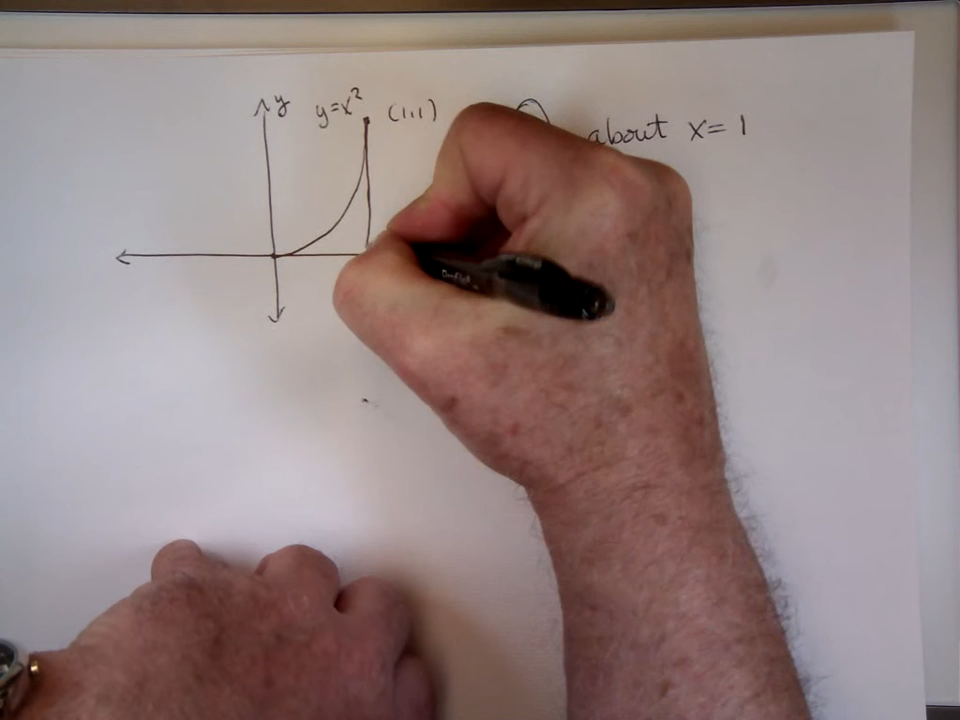 y y=x² (1,1)
about x=1